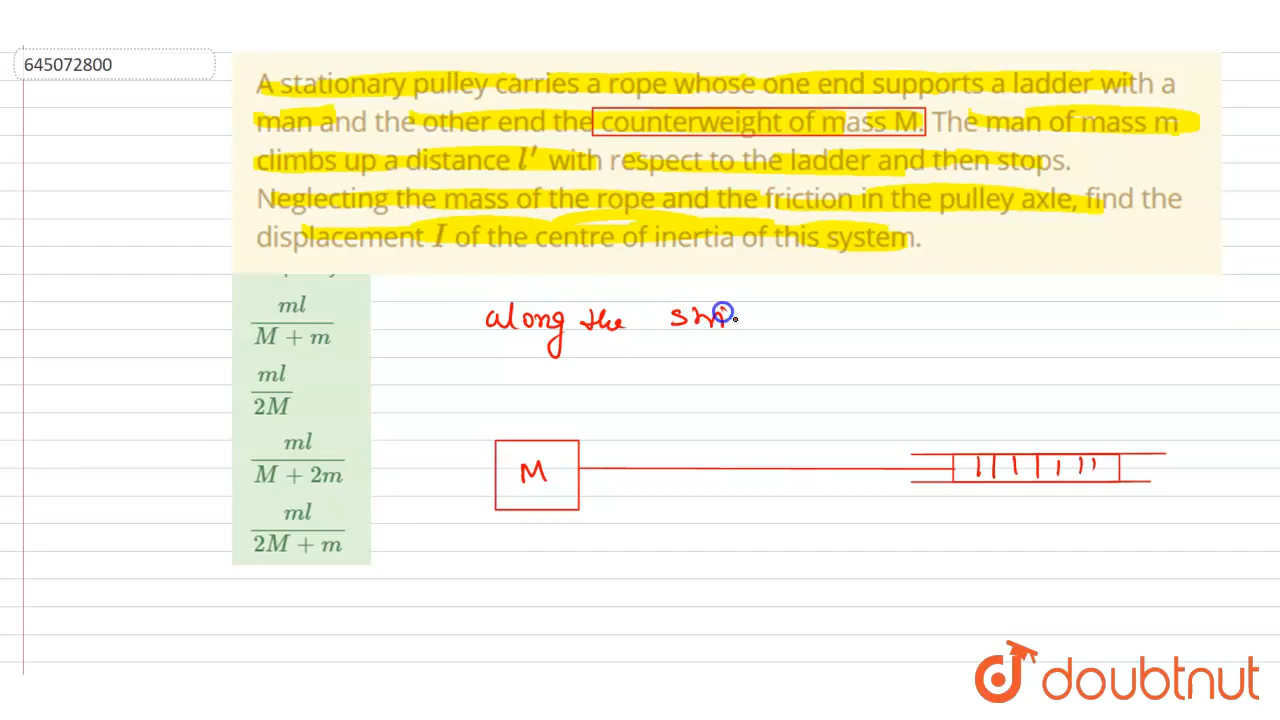 645072800
A stationary pulley carries a rope whose one end supports a ladder with a
man and the other end the counterweight of mass M. The man of mass m
climbs up a distance l′ with respect to the ladder and then stops.
Neglecting the mass of the rope and the friction in the pulley axle, find the
displacement I of the centre of inertia of this system.
ml
M + m
ml
2M
ml
M + 2m
ml
2M + m
along the
M
doubtnut